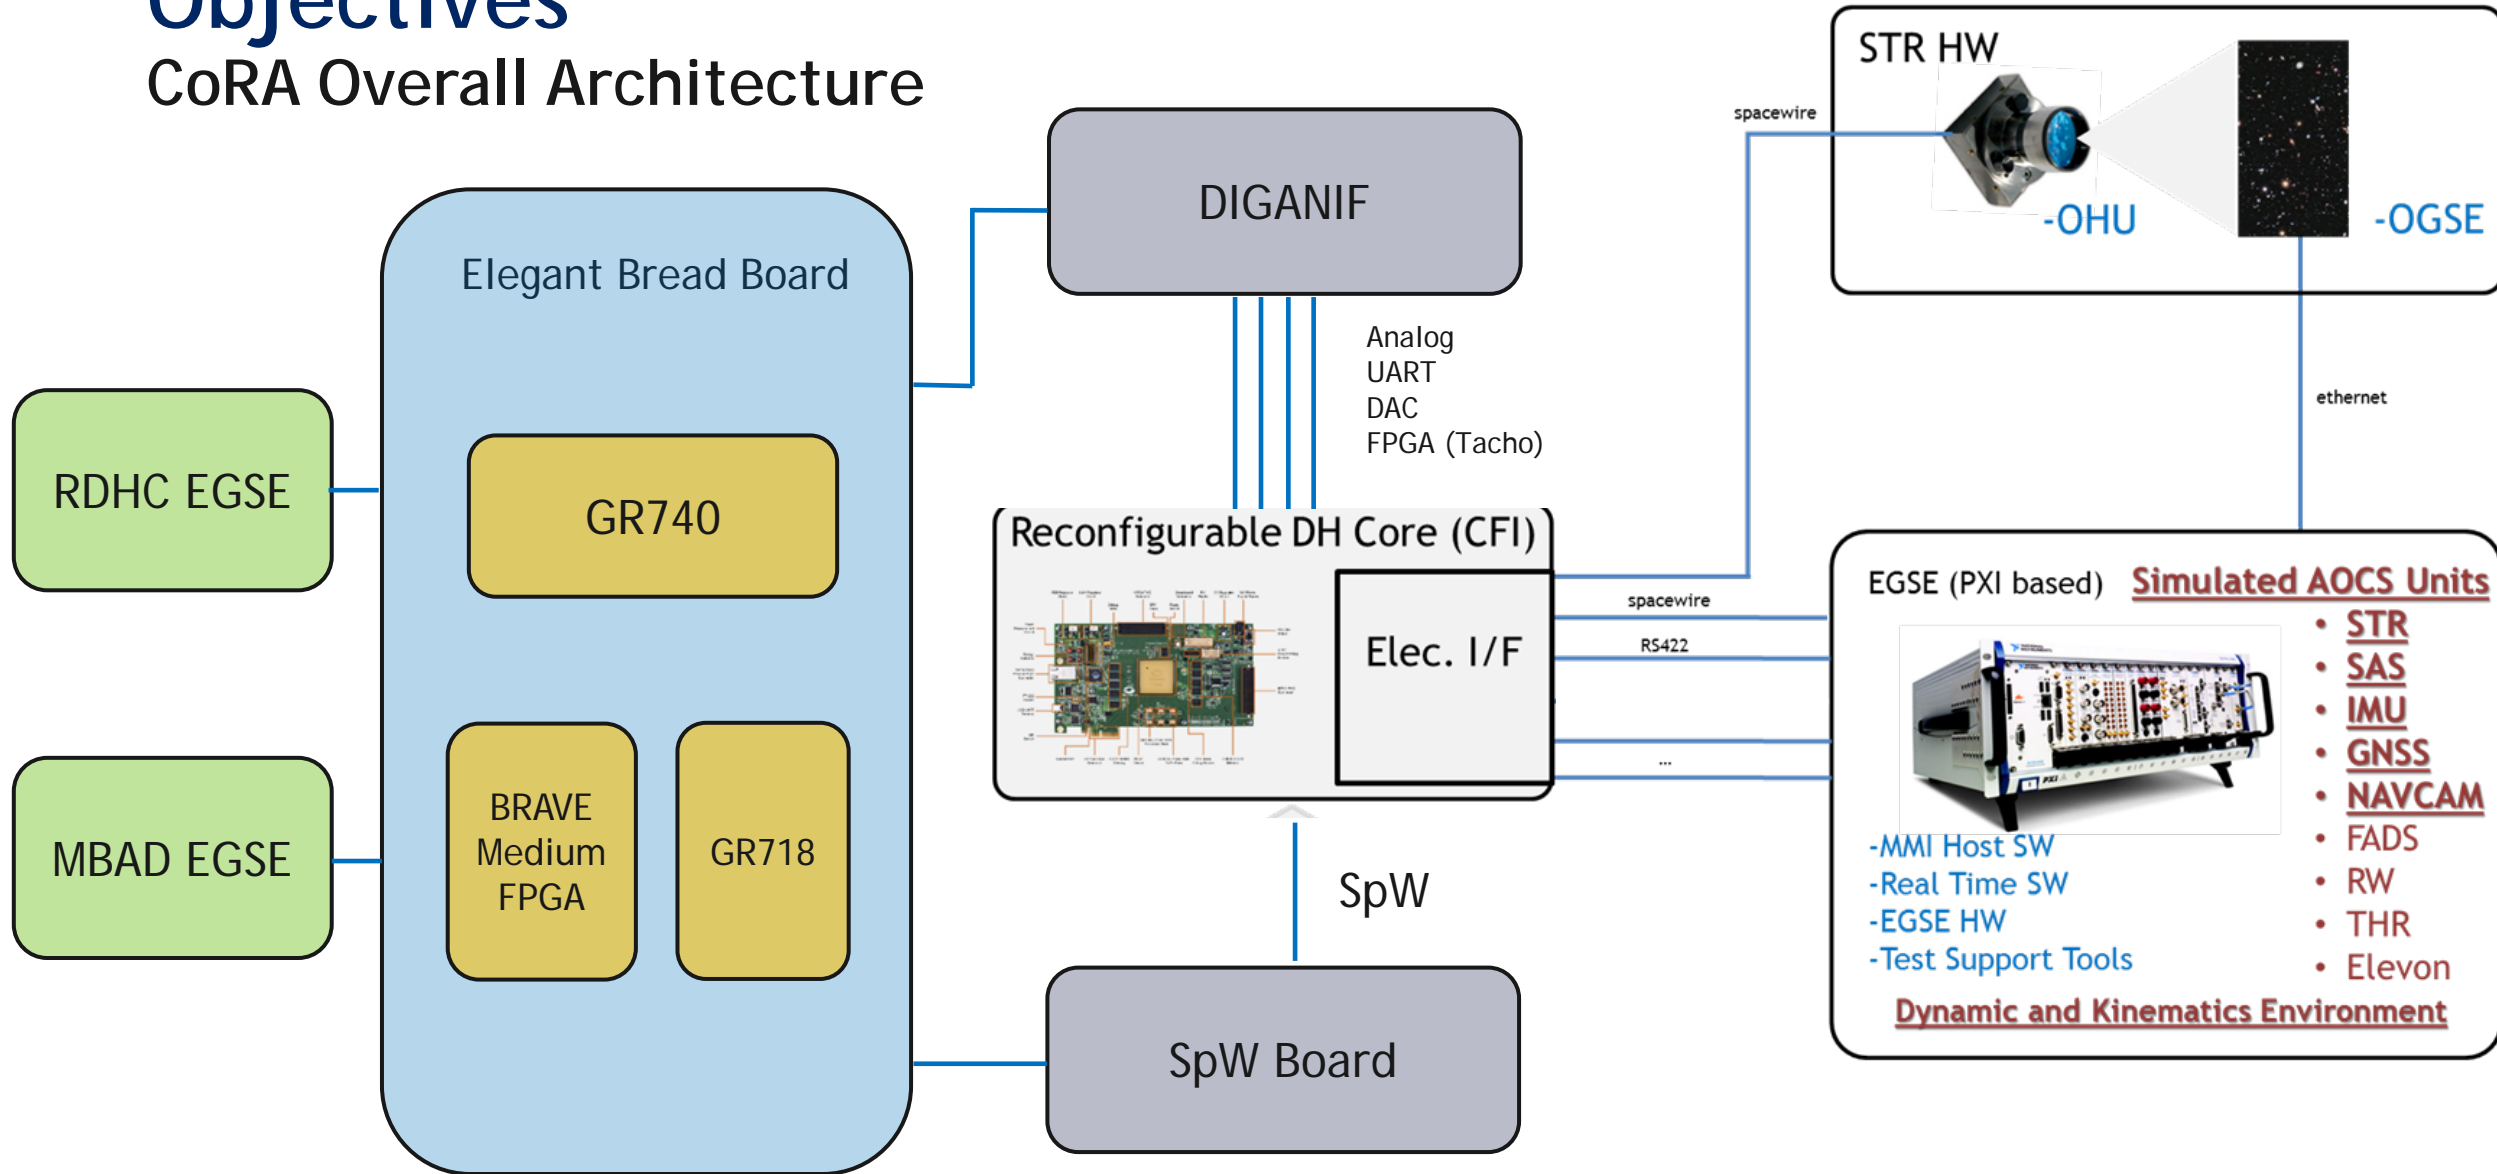 Objectives
CoRA Overall Architecture
STR HW
spacewire
-OHU
-OGSE
DIGANIF
Elegant Bread Board
Analog
UART
DAC
FPGA (Tacho)
ethernet
RDHC EGSE
GR740
Reconfigurable DH Core (CFI)
Elec. I/F
spacewire
RS422
...
EGSE (PXI based)
Simulated AOCS Units
• STR
• SAS
• IMU
• GNSS
• NAVCAM
• FADS
• RW
• THR
• Elevon
PXI
-MMI Host SW
-Real Time SW
-EGSE HW
-Test Support Tools
Dynamic and Kinematics Environment
MBAD EGSE
BRAVE
Medium
FPGA
GR718
SpW
SpW Board